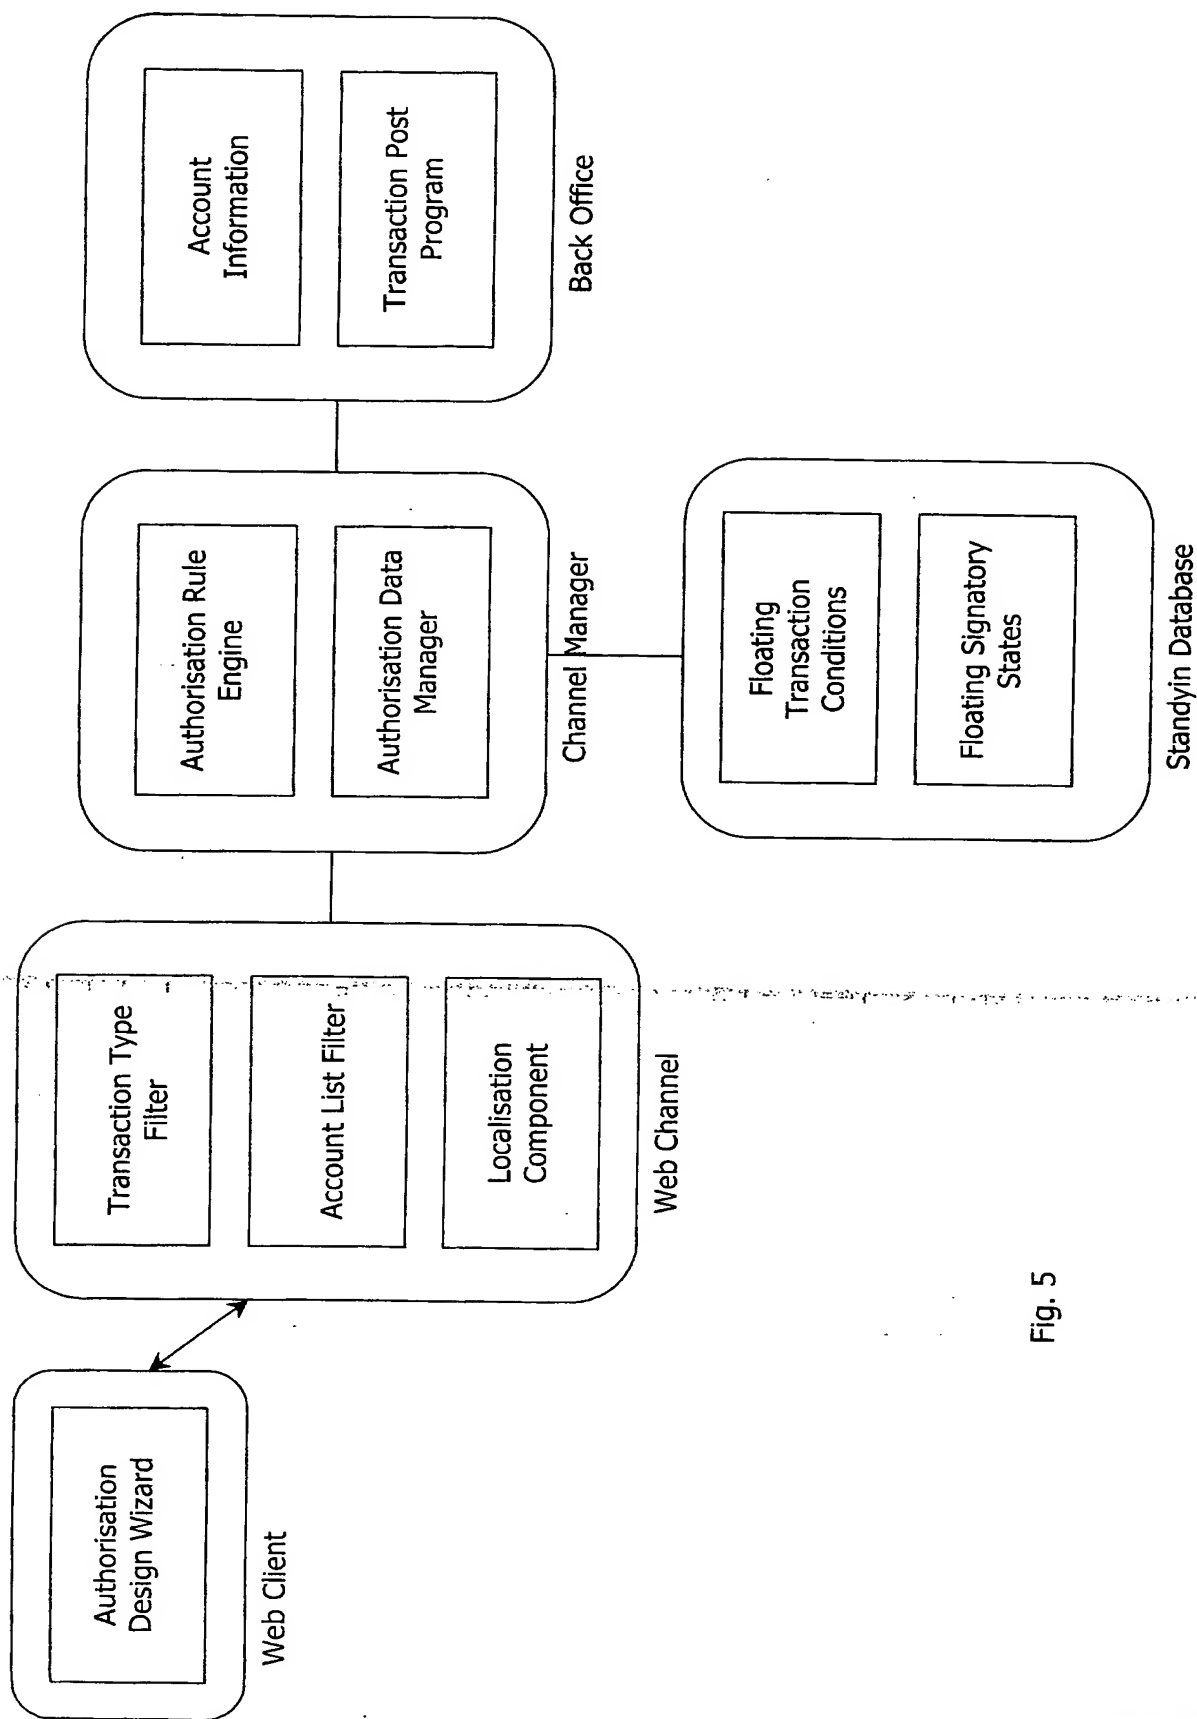 Authorisation
Design Wizard
Web Client
Transaction Type
Filter
Account List Filter
Localisation
Component
Web Channel
Authorisation Rule
Engine
Authorisation Data
Manager
Channel Manager
Account
Information
Transaction Post
Program
Back Office
Floating
Transaction
Conditions
Floating Signatory
States
Standyin Database
Fig. 5